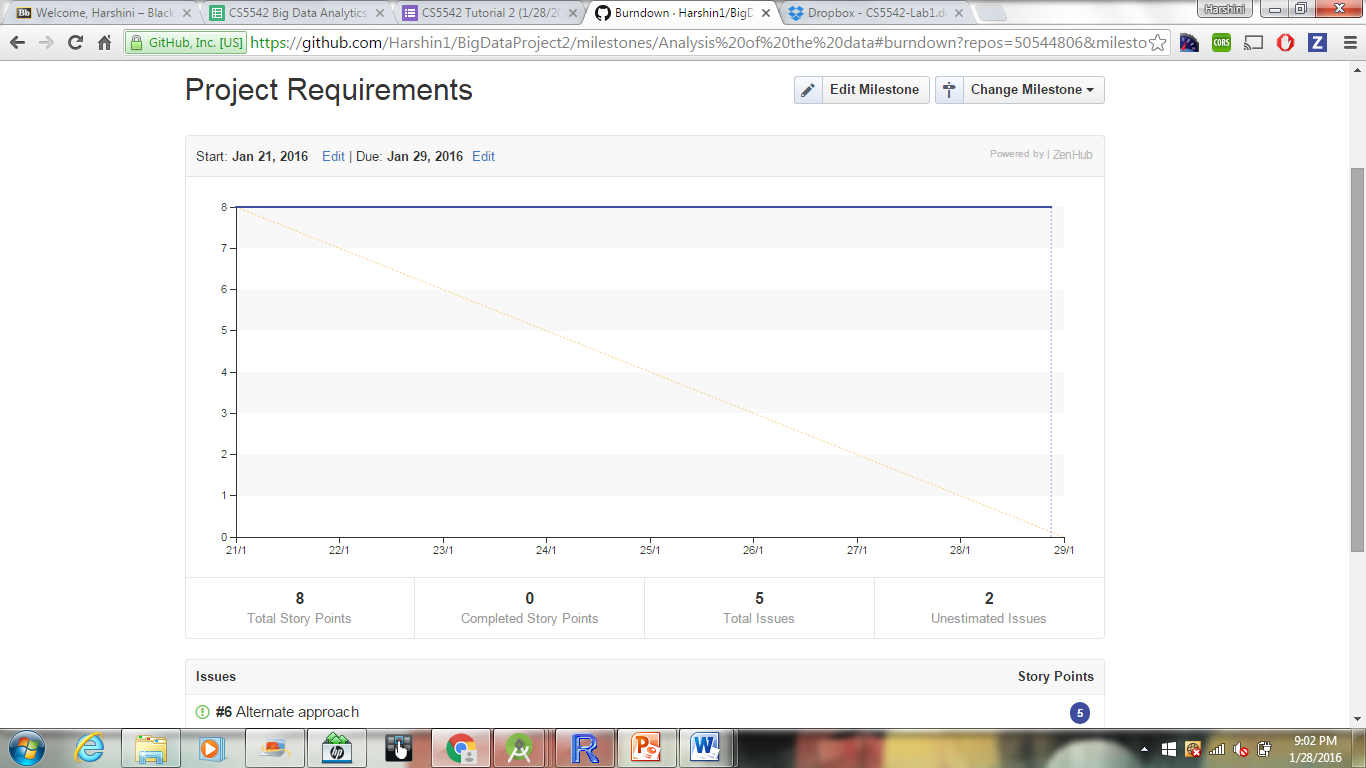 Welcome, Harshini – Black
CS5542 Big Data Analytics
CS5542 Tutorial 2 (1/28/20
Burndown · Harshin1/BigD
Dropbox - CS5542-Lab1.d
Harshini
GitHub, Inc. [US] https://github.com/Harshin1/BigDataProject2/milestones/Analysis%20of%20the%20data#burndown?repos=50544806&milesto
CORS
Z
Project Requirements
Edit Milestone
Change Milestone
Start: Jan 21, 2016 Edit | Due: Jan 29, 2016 Edit
Powered by | ZenHub
8
7
6
5
4
3
2
1
0
21/1 22/1 23/1 24/1 25/1 26/1 27/1 28/1 29/1
8 0 5 2
Total Story Points Completed Story Points Total Issues Unestimated Issues
Issues Story Points
#6 Alternate approach 5
9:02 PM
1/28/2016